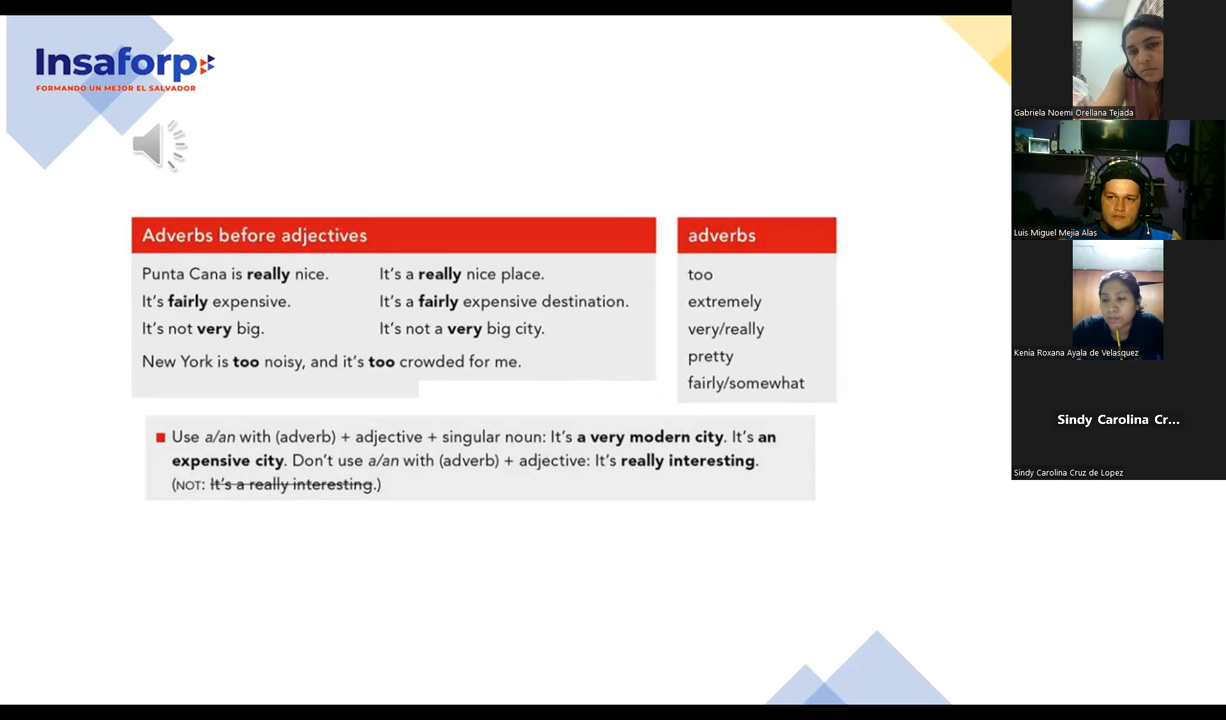 Insaforp
FORMANDO UN MEJOR EL SALVADOR
Adverbs before adjectives
Punta Cana is really nice. It's a really nice place.
It's fairly expensive. It's a fairly expensive destination.
It's not very big. It's not a very big city.
New York is too noisy, and it's too crowded for me.
adverbs
too
extremely
very/really
pretty
fairly/somewhat
Use a/an with (adverb) + adjective + singular noun: It's a very modern city. It's an
expensive city. Don't use a/an with (adverb) + adjective: It's really interesting.
(NOT: It's a really interesting.)
Gabriela Noemi Orellana Tejada
Luis Miguel Mejia Alas
Kenia Roxana Ayala de Velasquez
Sindy Carolina Cr...
Sindy Carolina Cruz de Lopez